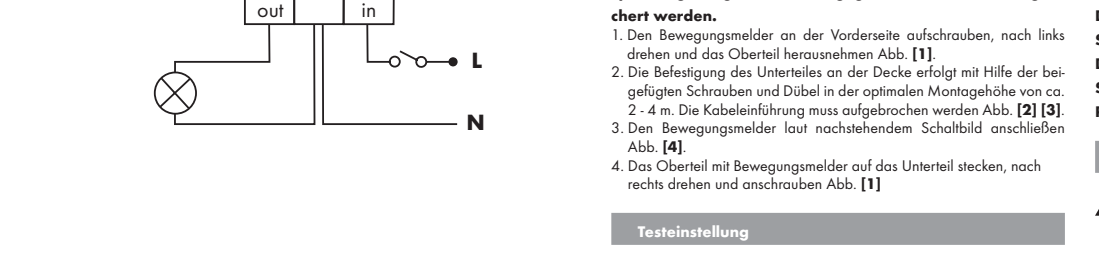 out in
L
N
chert werden.
1. Den Bewegungsmelder an der Vorderseite aufschrauben, nach links
drehen und das Oberteil herausnehmen Abb. [1].
2. Die Befestigung des Unterteiles an der Decke erfolgt mit Hilfe der bei-
gefügten Schrauben und Dübel in der optimalen Montagehöhe von ca.
2 - 4 m. Die Kabeleinführung muss aufgebrochen werden Abb. [2] [3].
3. Den Bewegungsmelder laut nachstehendem Schaltbild anschließen
Abb. [4].
4. Das Oberteil mit Bewegungsmelder auf das Unterteil stecken, nach
rechts drehen und anschrauben Abb. [1]
Testeinstellung